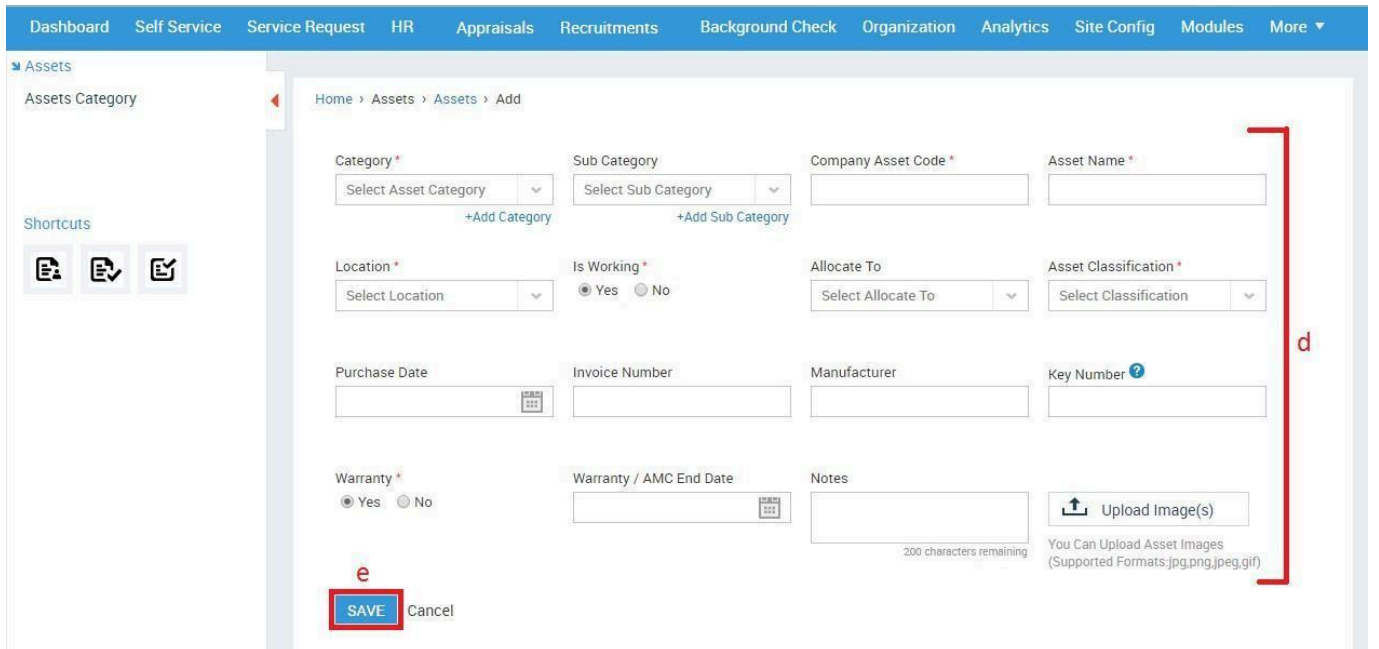 Dashboard Self Service Service Request HR Appraisals Recruitments Background Check Organization Analytics Site Config Modules More ▼
Assets
Assets Category
Home › Assets › Assets › Add
Category * Sub Category Company Asset Code * Asset Name *
Select Asset Category Select Sub Category
+Add Category +Add Sub Category
Shortcuts
Location * Is Working * Allocate To Asset Classification *
Select Location Yes No Select Allocate To Select Classification
d
Purchase Date Invoice Number Manufacturer Key Number ?
Warranty * Warranty / AMC End Date Notes
Yes No
Upload Image(s)
200 characters remaining
You Can Upload Asset Images
(Supported Formats:jpg,png,jpeg,gif)
e
SAVE Cancel